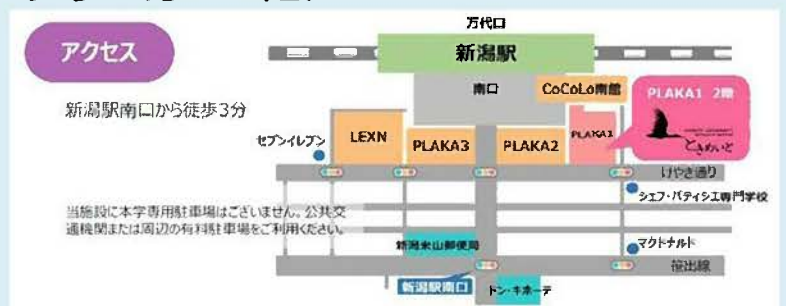 アクセス
新潟駅南口から徒歩3分
当施設に本学専用駐車場はございません。公共交
通機関または周辺の有料駐車場をご利用ください。
万代口
新潟駅
南口
CoCoLo南館
PLAKA1 2階
ときめいと
セブンイレブン
LEXN
PLAKA3
PLAKA2
PLAKA1
けやき通り
シェフ・パティシエ専門学校
新潟米山郵便局
マクドナルド
笹出線
新潟駅南口
ドン・キホーテ